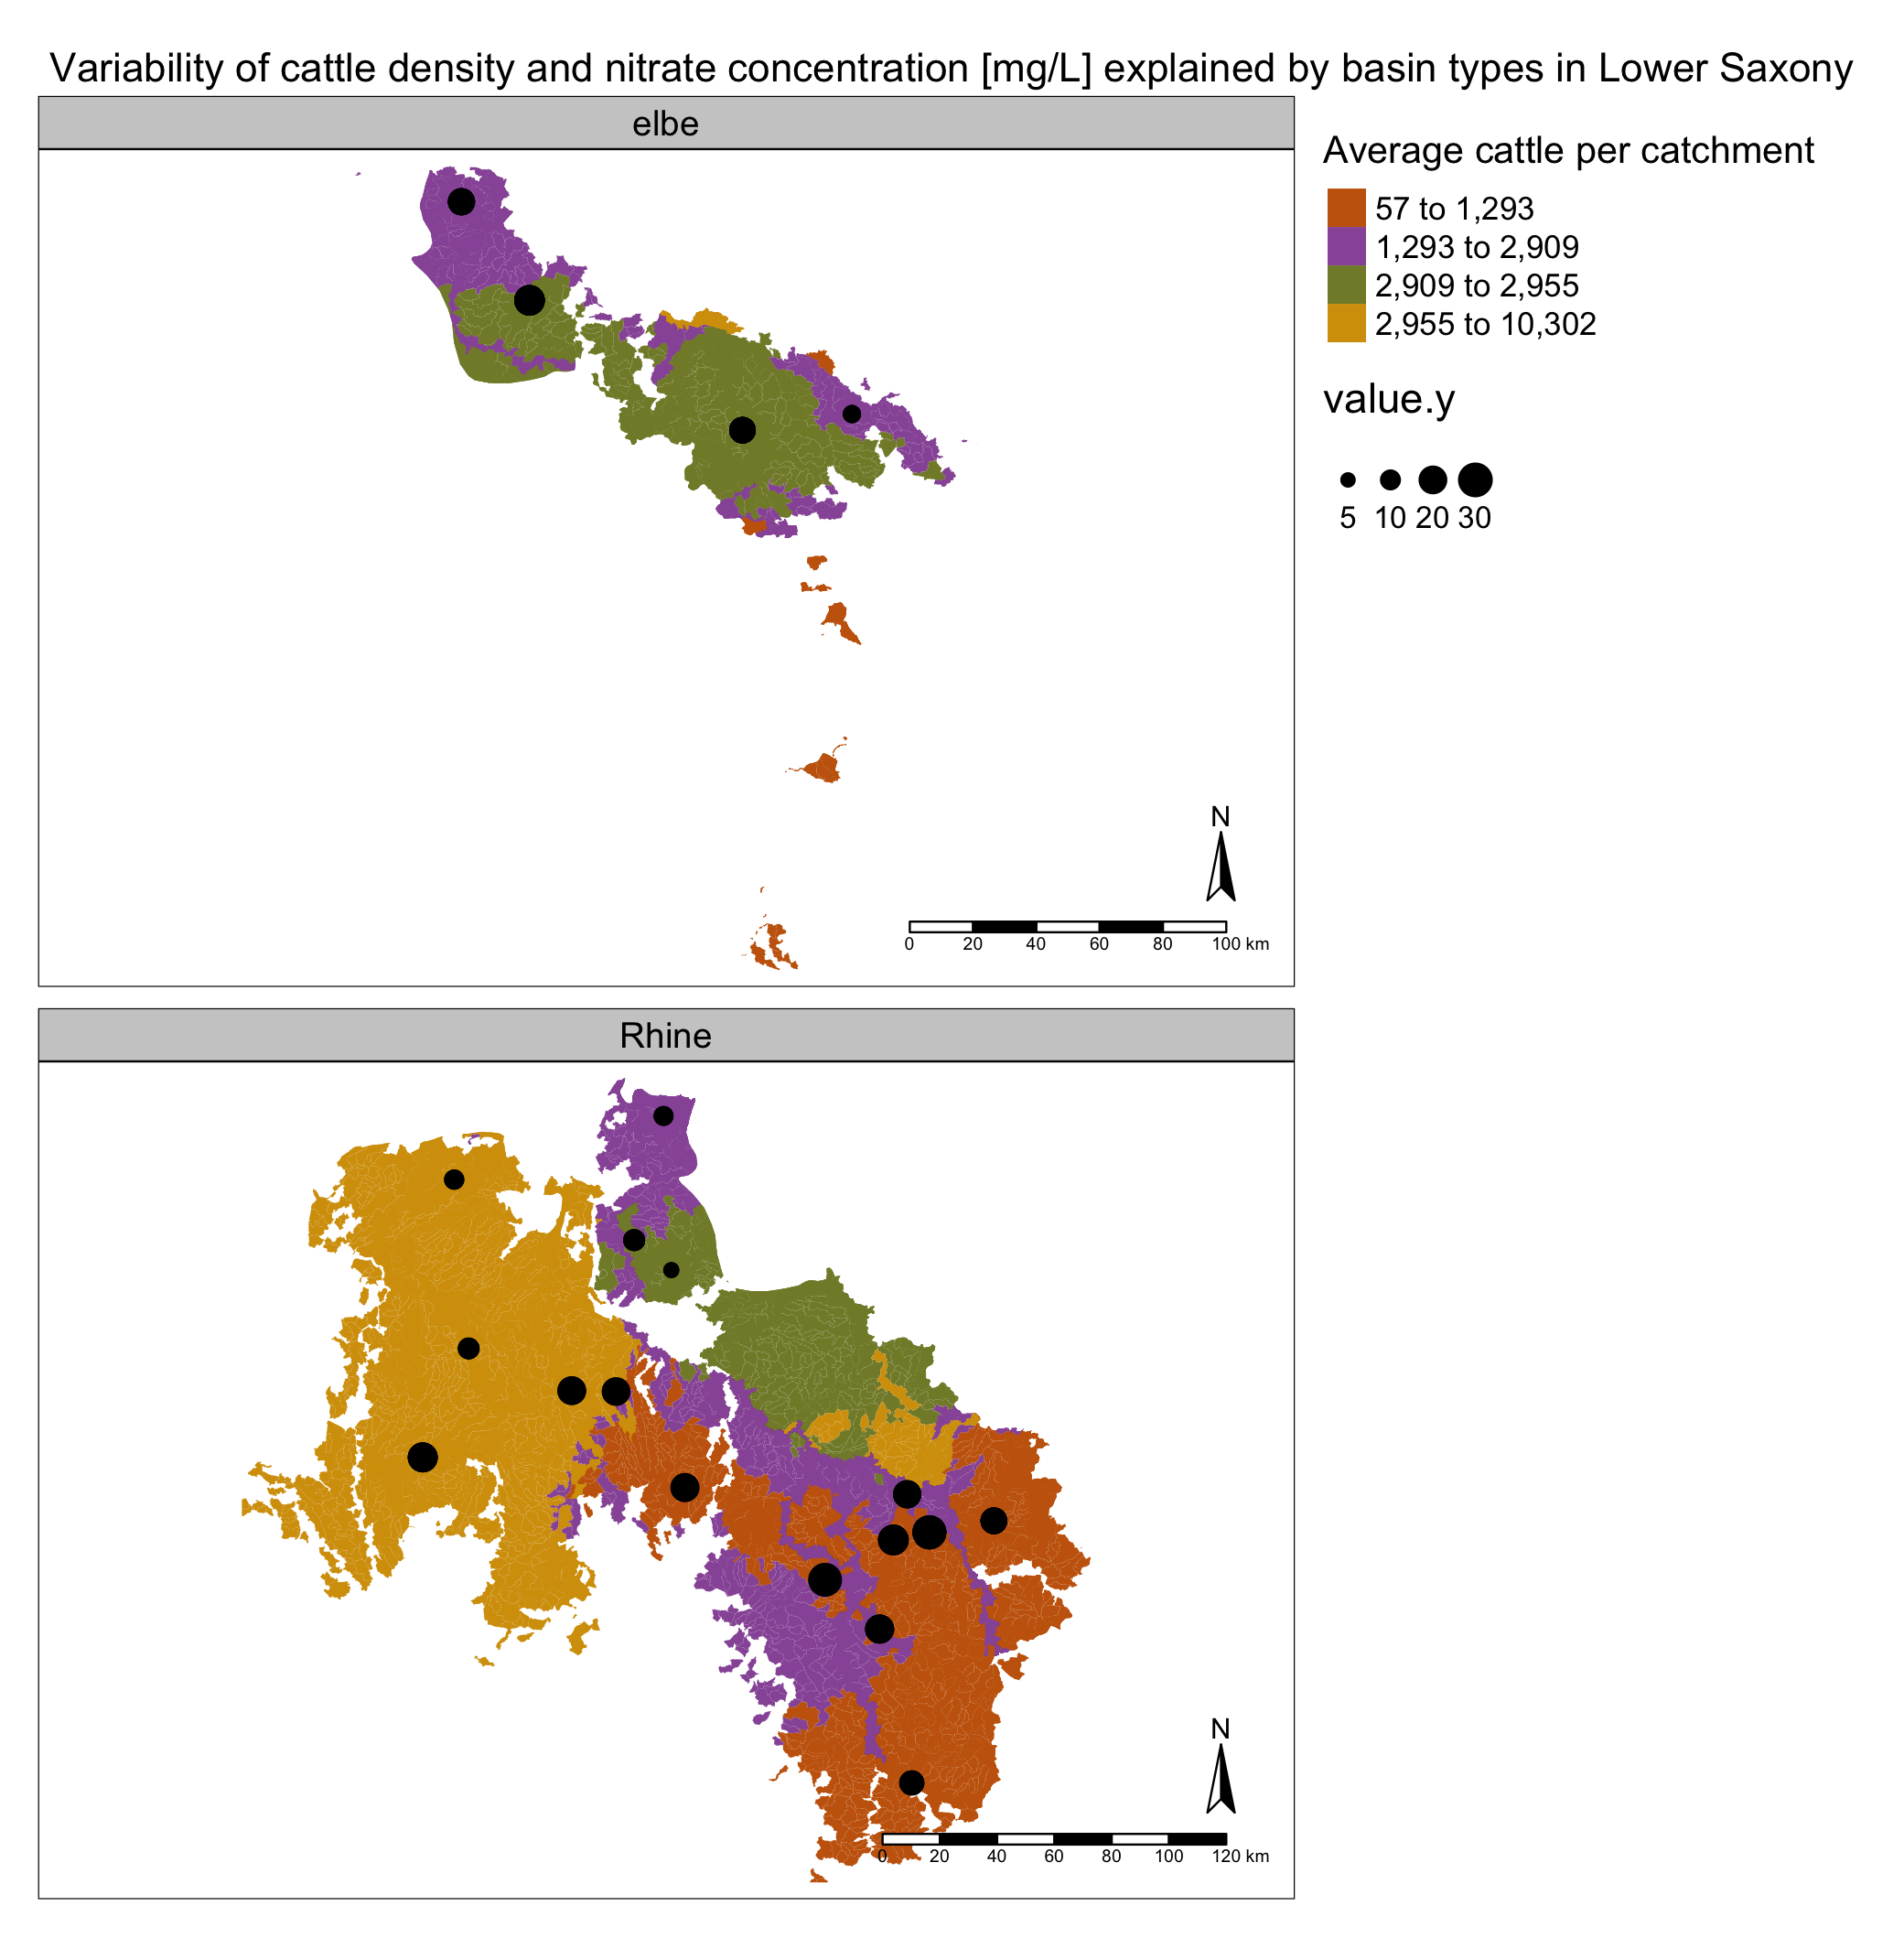 Variability of cattle density and nitrate concentration [mg/L] explained by basin types in Lower Saxony
elbe
Average cattle per catchment
57 to 1,293
1,293 to 2,909
2,909 to 2,955
2,955 to 10,302
value.y
5 10 20 30
N
0 20 40 60 80 100 km
Rhine
N
0 20 40 60 80 100 120 km